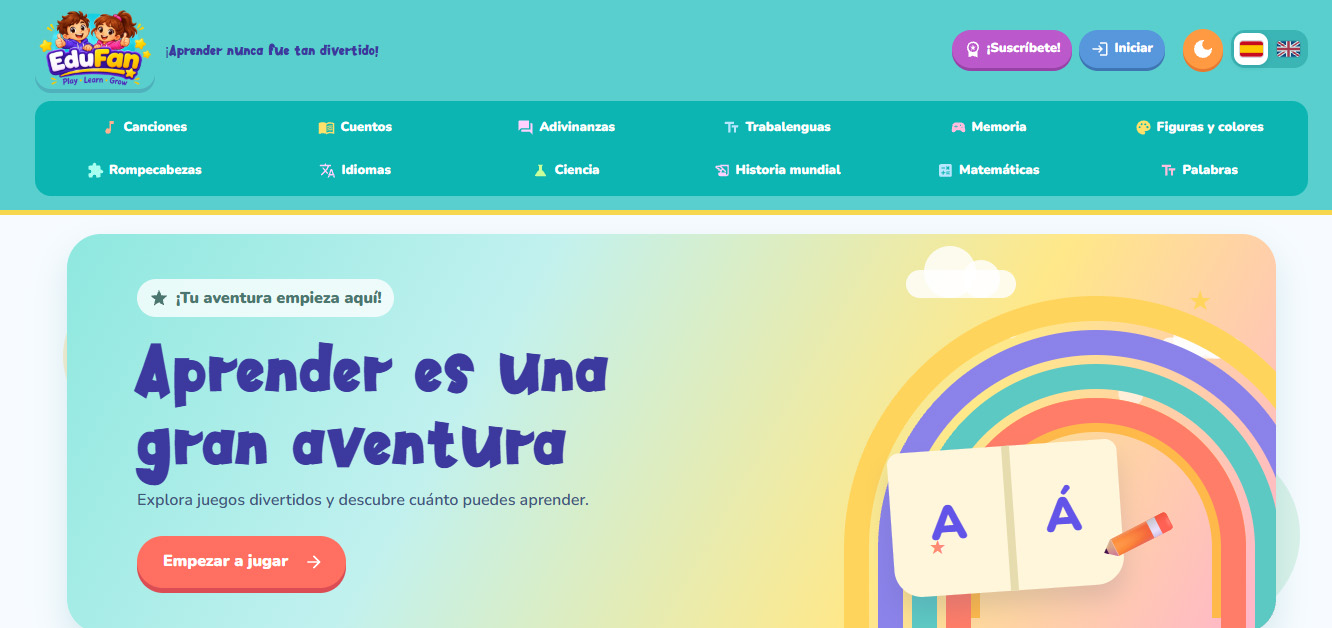 EduFan
Play Learn Grow
¡Aprender nunca fue tan divertido!
¡Suscríbete!
Iniciar
Canciones
Cuentos
Adivinanzas
Trabalenguas
Memoria
Figuras y colores
Rompecabezas
Idiomas
Ciencia
Historia mundial
Matemáticas
Palabras
¡Tu aventura empieza aquí!
Aprender es una
gran aventura
Explora juegos divertidos y descubre cuánto puedes aprender.
Empezar a jugar
A Á